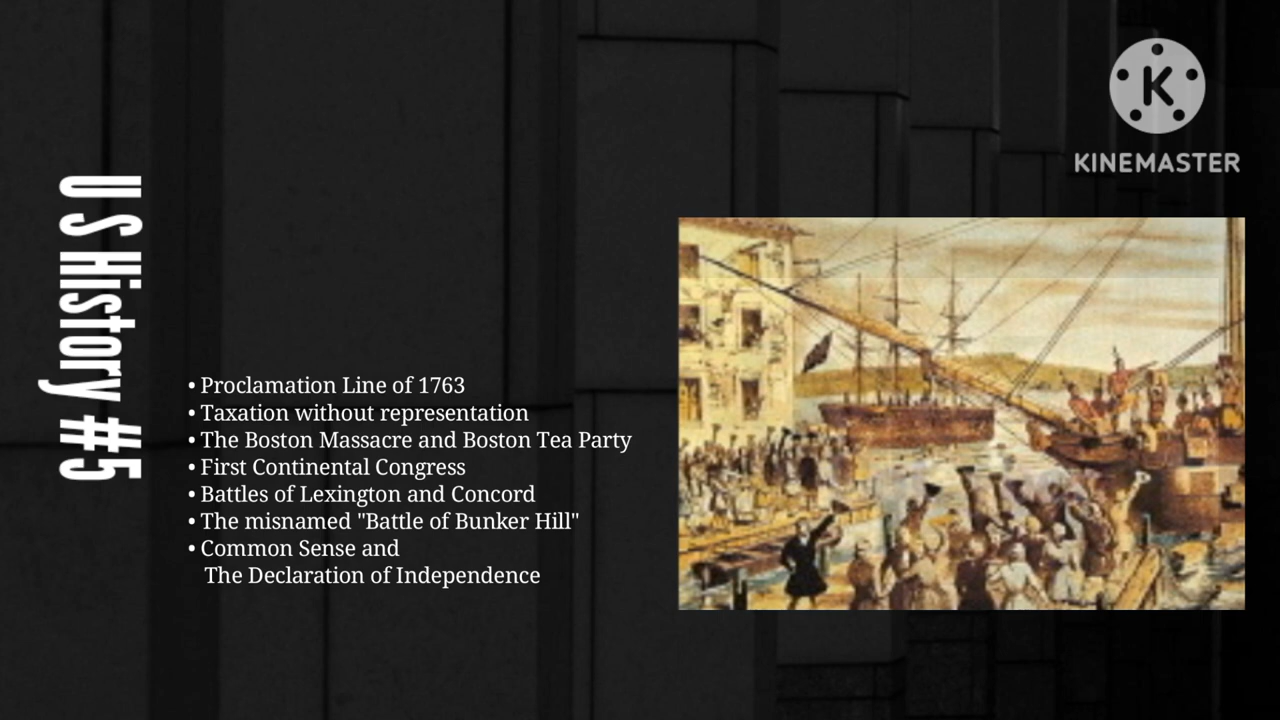 U S History #5
• Proclamation Line of 1763
• Taxation without representation
• The Boston Massacre and Boston Tea Party
• First Continental Congress
• Battles of Lexington and Concord
• The misnamed "Battle of Bunker Hill"
• Common Sense and
The Declaration of Independence
K
KINEMASTER